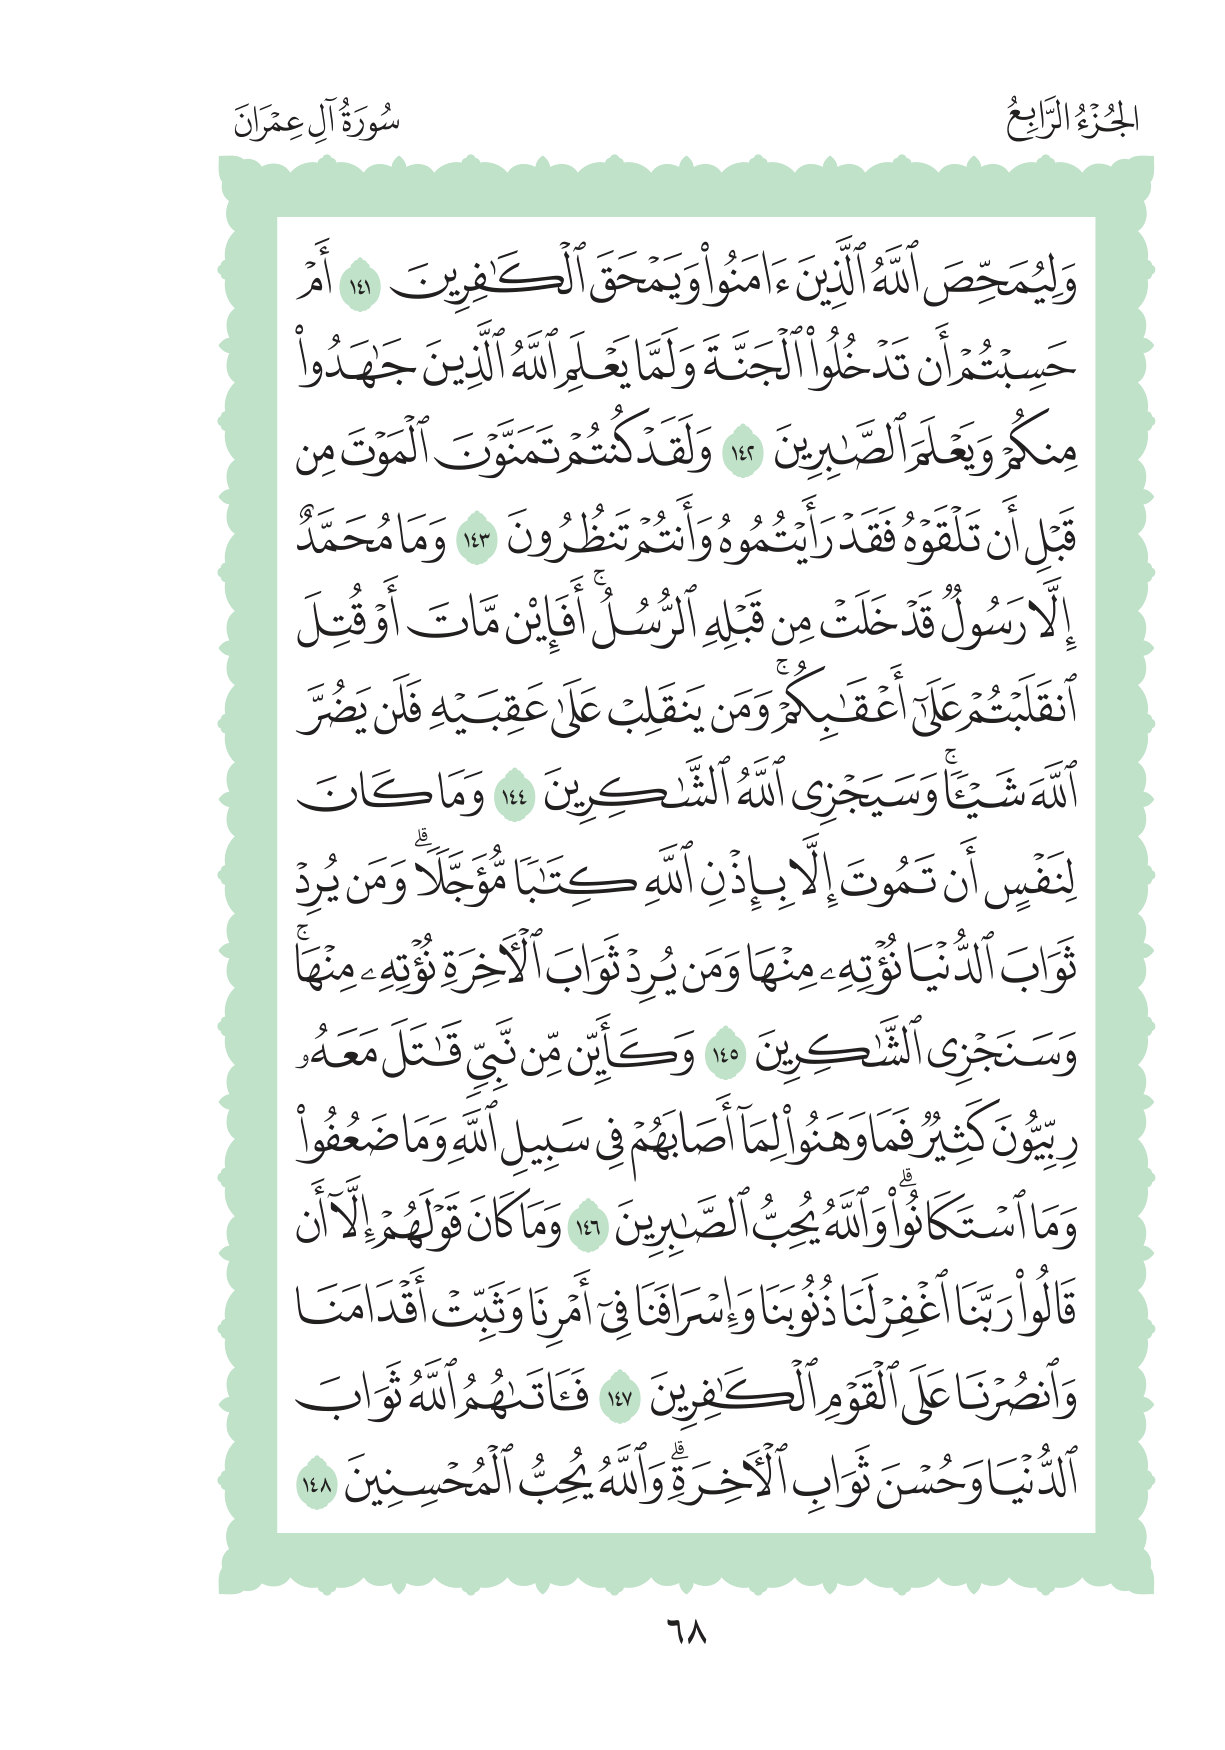 الجُزْءُ الرَّابِعُ
سُورَةُ آلِ عِمْرَانَ
وَلِيُمَحِّصَ ٱللَّهُ ٱلَّذِينَ ءَامَنُواْ وَيَمْحَقَ ٱلْكَٰفِرِينَ ١٤١ أَمْ
حَسِبْتُمْ أَن تَدْخُلُواْ ٱلْجَنَّةَ وَلَمَّا يَعْلَمِ ٱللَّهُ ٱلَّذِينَ جَٰهَدُواْ
مِنكُمْ وَيَعْلَمَ ٱلصَّٰبِرِينَ ١٤٢ وَلَقَدْ كُنتُمْ تَمَنَّوْنَ ٱلْمَوْتَ مِن
قَبْلِ أَن تَلْقَوْهُ فَقَدْ رَأَيْتُمُوهُ وَأَنتُمْ تَنظُرُونَ ١٤٣ وَمَا مُحَمَّدٌ
إِلَّا رَسُولٌ قَدْ خَلَتْ مِن قَبْلِهِ ٱلرُّسُلُۚ أَفَإِيْن مَّاتَ أَوْ قُتِلَ
ٱنقَلَبْتُمْ عَلَىٰٓ أَعْقَٰبِكُمْۚ وَمَن يَنقَلِبْ عَلَىٰ عَقِبَيْهِ فَلَن يَضُرَّ
ٱللَّهَ شَيْـًٔاۚ وَسَيَجْزِى ٱللَّهُ ٱلشَّٰكِرِينَ ١٤٤ وَمَا كَانَ
لِنَفْسٍ أَن تَمُوتَ إِلَّا بِإِذْنِ ٱللَّهِ كِتَٰبًا مُّؤَجَّلًاۗ وَمَن يُرِدْ
ثَوَابَ ٱلدُّنْيَا نُؤْتِهِۦ مِنْهَا وَمَن يُرِدْ ثَوَابَ ٱلْأَخِرَةِ نُؤْتِهِۦ مِنْهَاۚ
وَسَنَجْزِى ٱلشَّٰكِرِينَ ١٤٥ وَكَأَيِّن مِّن نَّبِىٍّ قَٰتَلَ مَعَهُۥ
رِبِّيُّونَ كَثِيرٌ فَمَا وَهَنُواْ لِمَآ أَصَابَهُمْ فِى سَبِيلِ ٱللَّهِ وَمَا ضَعُفُواْ
وَمَا ٱسْتَكَانُواْۗ وَٱللَّهُ يُحِبُّ ٱلصَّٰبِرِينَ ١٤٦ وَمَا كَانَ قَوْلَهُمْ إِلَّآ أَن
قَالُواْ رَبَّنَا ٱغْفِرْ لَنَا ذُنُوبَنَا وَإِسْرَافَنَا فِىٓ أَمْرِنَا وَثَبِّتْ أَقْدَامَنَا
وَٱنصُرْنَا عَلَى ٱلْقَوْمِ ٱلْكَٰفِرِينَ ١٤٧ فَـَٔاتَىٰهُمُ ٱللَّهُ ثَوَابَ
ٱلدُّنْيَا وَحُسْنَ ثَوَابِ ٱلْأَخِرَةِۗ وَٱللَّهُ يُحِبُّ ٱلْمُحْسِنِينَ ١٤٨
٦٨